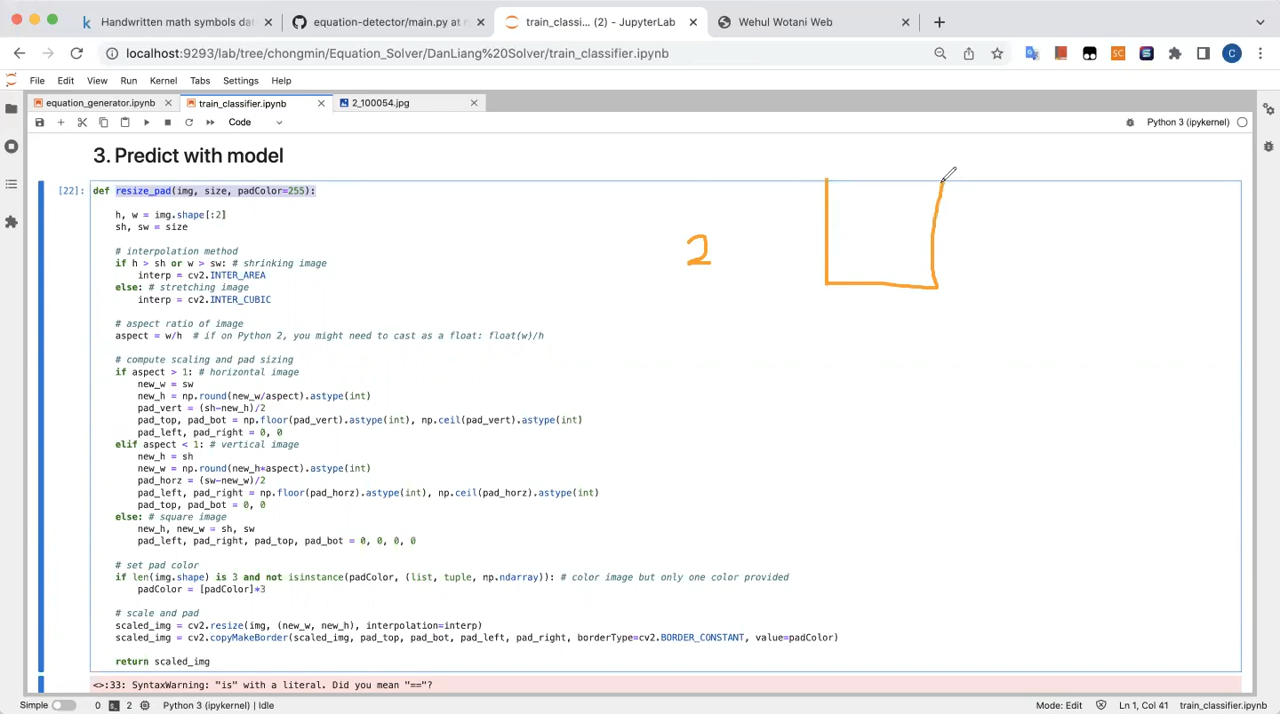 Handwritten math symbols dat
equation-detector/main.py at m
train_classifi... (2) - JupyterLab
Wehul Wotani Web
localhost:9293/lab/tree/chongmin/Equation_Solver/DanLiang%20Solver/train_classifier.ipynb
File Edit View Run Kernel Tabs Settings Help
equation_generator.ipynb
train_classifier.ipynb
2_100054.jpg
Code
Python 3 (ipykernel)
3. Predict with model
[22]:
def resize_pad(img, size, padColor=255):
h, w = img.shape[:2]
sh, sw = size
# interpolation method
if h > sh or w > sw: # shrinking image
interp = cv2.INTER_AREA
else: # stretching image
interp = cv2.INTER_CUBIC
# aspect ratio of image
aspect = w/h  # if on Python 2, you might need to cast as a float: float(w)/h
# compute scaling and pad sizing
if aspect > 1: # horizontal image
new_w = sw
new_h = np.round(new_w/aspect).astype(int)
pad_vert = (sh-new_h)/2
pad_top, pad_bot = np.floor(pad_vert).astype(int), np.ceil(pad_vert).astype(int)
pad_left, pad_right = 0, 0
elif aspect < 1: # vertical image
new_h = sh
new_w = np.round(new_h*aspect).astype(int)
pad_horz = (sw-new_w)/2
pad_left, pad_right = np.floor(pad_horz).astype(int), np.ceil(pad_horz).astype(int)
pad_top, pad_bot = 0, 0
else: # square image
new_h, new_w = sh, sw
pad_left, pad_right, pad_top, pad_bot = 0, 0, 0, 0
# set pad color
if len(img.shape) is 3 and not isinstance(padColor, (list, tuple, np.ndarray)): # color image but only one color provided
padColor = [padColor]*3
# scale and pad
scaled_img = cv2.resize(img, (new_w, new_h), interpolation=interp)
scaled_img = cv2.copyMakeBorder(scaled_img, pad_top, pad_bot, pad_left, pad_right, borderType=cv2.BORDER_CONSTANT, value=padColor)
return scaled_img
2
<>:33: SyntaxWarning: "is" with a literal. Did you mean "=="?
Simple 0 2 Python 3 (ipykernel) | Idle Mode: Edit Ln 1, Col 41 train_classifier.ipynb